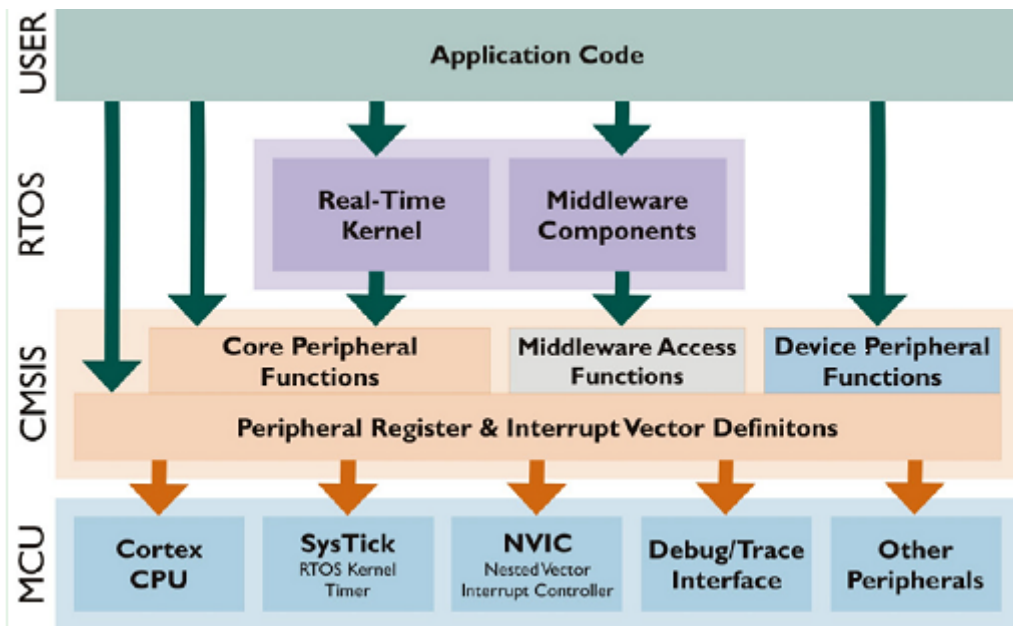 USER
Application Code
RTOS
Real-Time
Kernel
Middleware
Components
CMSIS
Core Peripheral
Functions
Middleware Access
Functions
Device Peripheral
Functions
Peripheral Register & Interrupt Vector Definitons
MCU
Cortex
CPU
SysTick
RTOS Kernel
Timer
NVIC
Nested Vector
Interrupt Controller
Debug/Trace
Interface
Other
Peripherals